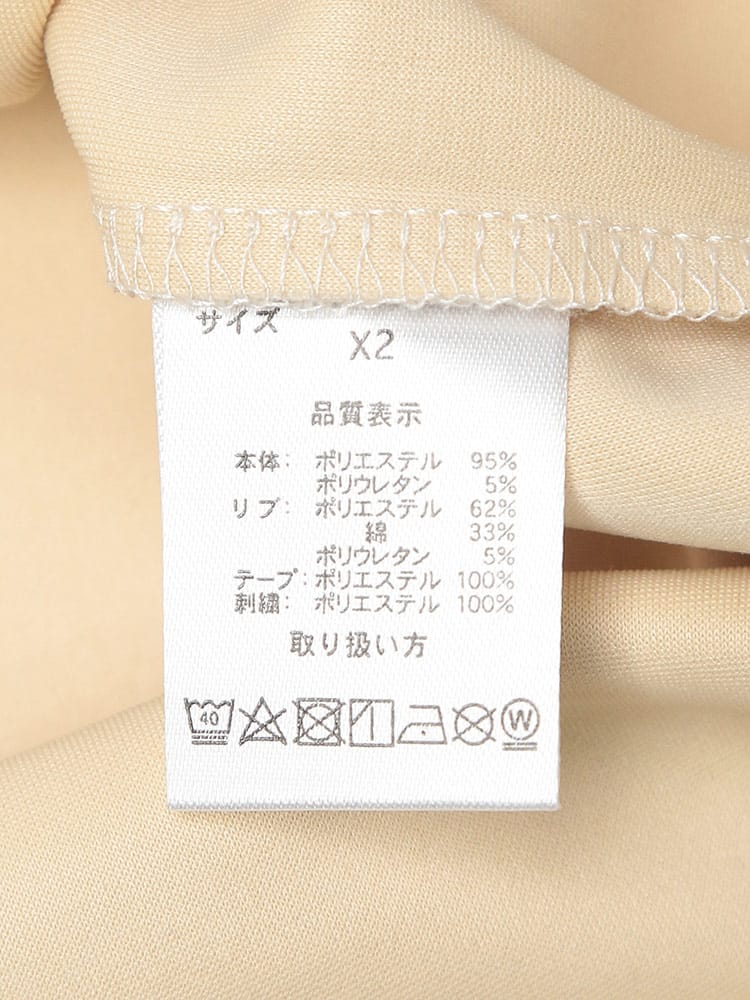 サイズ
X2
品質表示
本体： ポリエステル 95%
ポリウレタン 5%
リブ： ポリエステル 62%
綿 33%
ポリウレタン 5%
テープ：ポリエステル 100%
刺繍： ポリエステル 100%
取り扱い方
40 W